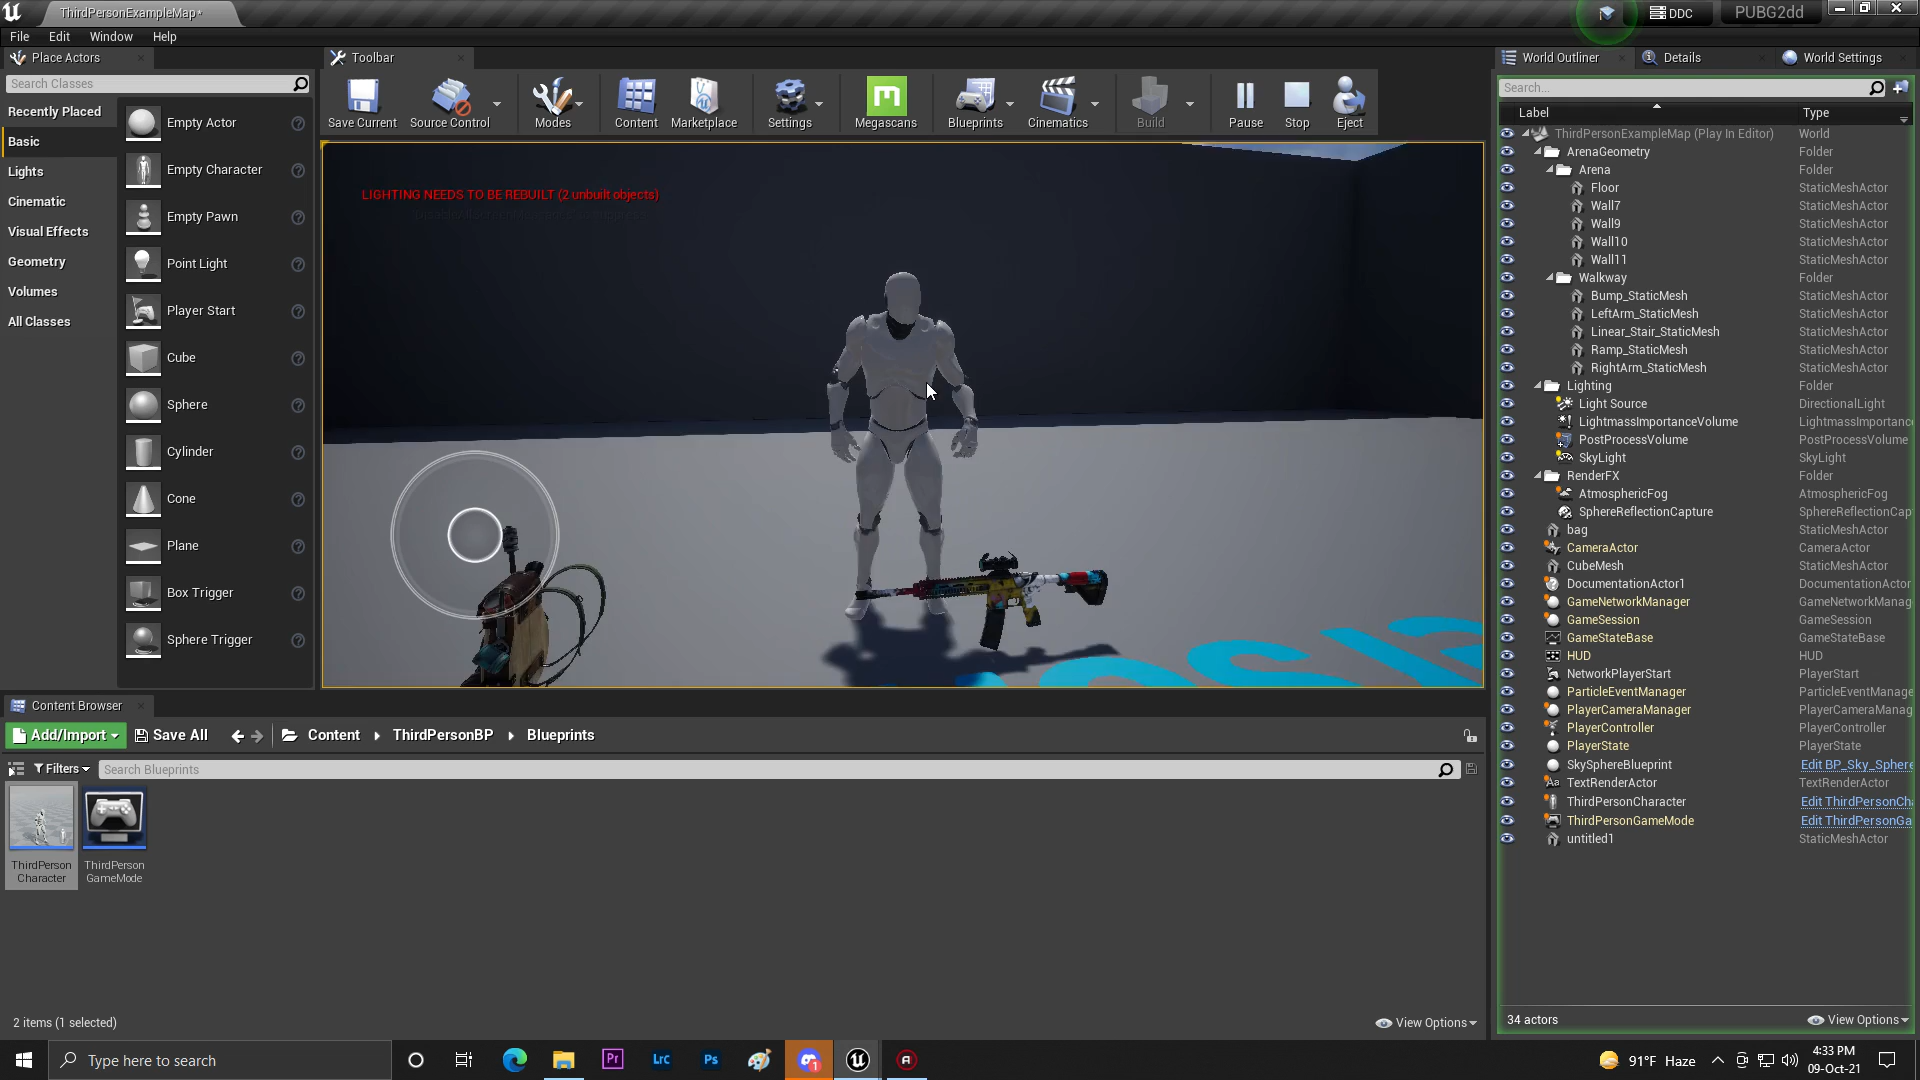 ThirdPersonExampleMap*
DDC
PUBG2dd
File
Edit
Window
Help
Place Actors
Search Classes
Recently Placed
Basic
Lights
Cinematic
Visual Effects
Geometry
Volumes
All Classes
Empty Actor
Empty Character
Empty Pawn
Point Light
Player Start
Cube
Sphere
Cylinder
Cone
Plane
Box Trigger
Sphere Trigger
Toolbar
Save Current
Source Control
Modes
Content
Marketplace
Settings
Megascans
Blueprints
Cinematics
Build
Pause
Stop
Eject
LIGHTING NEEDS TO BE REBUILT (2 unbuilt objects)
World Outliner
Details
World Settings
Search...
Label Type
ThirdPersonExampleMap (Play In Editor) World
ArenaGeometry Folder
Arena Folder
Floor StaticMeshActor
Wall7 StaticMeshActor
Wall9 StaticMeshActor
Wall10 StaticMeshActor
Wall11 StaticMeshActor
Walkway Folder
Bump_StaticMesh StaticMeshActor
LeftArm_StaticMesh StaticMeshActor
Linear_Stair_StaticMesh StaticMeshActor
Ramp_StaticMesh StaticMeshActor
RightArm_StaticMesh StaticMeshActor
Lighting Folder
Light Source DirectionalLight
LightmassImportanceVolume LightmassImportanc
PostProcessVolume PostProcessVolume
SkyLight SkyLight
RenderFX Folder
AtmosphericFog AtmosphericFog
SphereReflectionCapture SphereReflectionCap
bag StaticMeshActor
CameraActor CameraActor
CubeMesh StaticMeshActor
DocumentationActor1 DocumentationActor
GameNetworkManager GameNetworkManag
GameSession GameSession
GameStateBase GameStateBase
HUD HUD
NetworkPlayerStart PlayerStart
ParticleEventManager ParticleEventManage
PlayerCameraManager PlayerCameraManag
PlayerController PlayerController
PlayerState PlayerState
SkySphereBlueprint Edit BP_Sky_Sphere
TextRenderActor TextRenderActor
ThirdPersonCharacter Edit ThirdPersonCh
ThirdPersonGameMode Edit ThirdPersonGa
untitled1 StaticMeshActor
34 actors
View Options
Content Browser
Add/Import
Save All
Content
ThirdPersonBP
Blueprints
Filters
Search Blueprints
ThirdPerson
Character
ThirdPerson
GameMode
2 items (1 selected)
View Options
Type here to search
Pr
Lrc
Ps
1
91°F Haze
4:33 PM
09-Oct-21